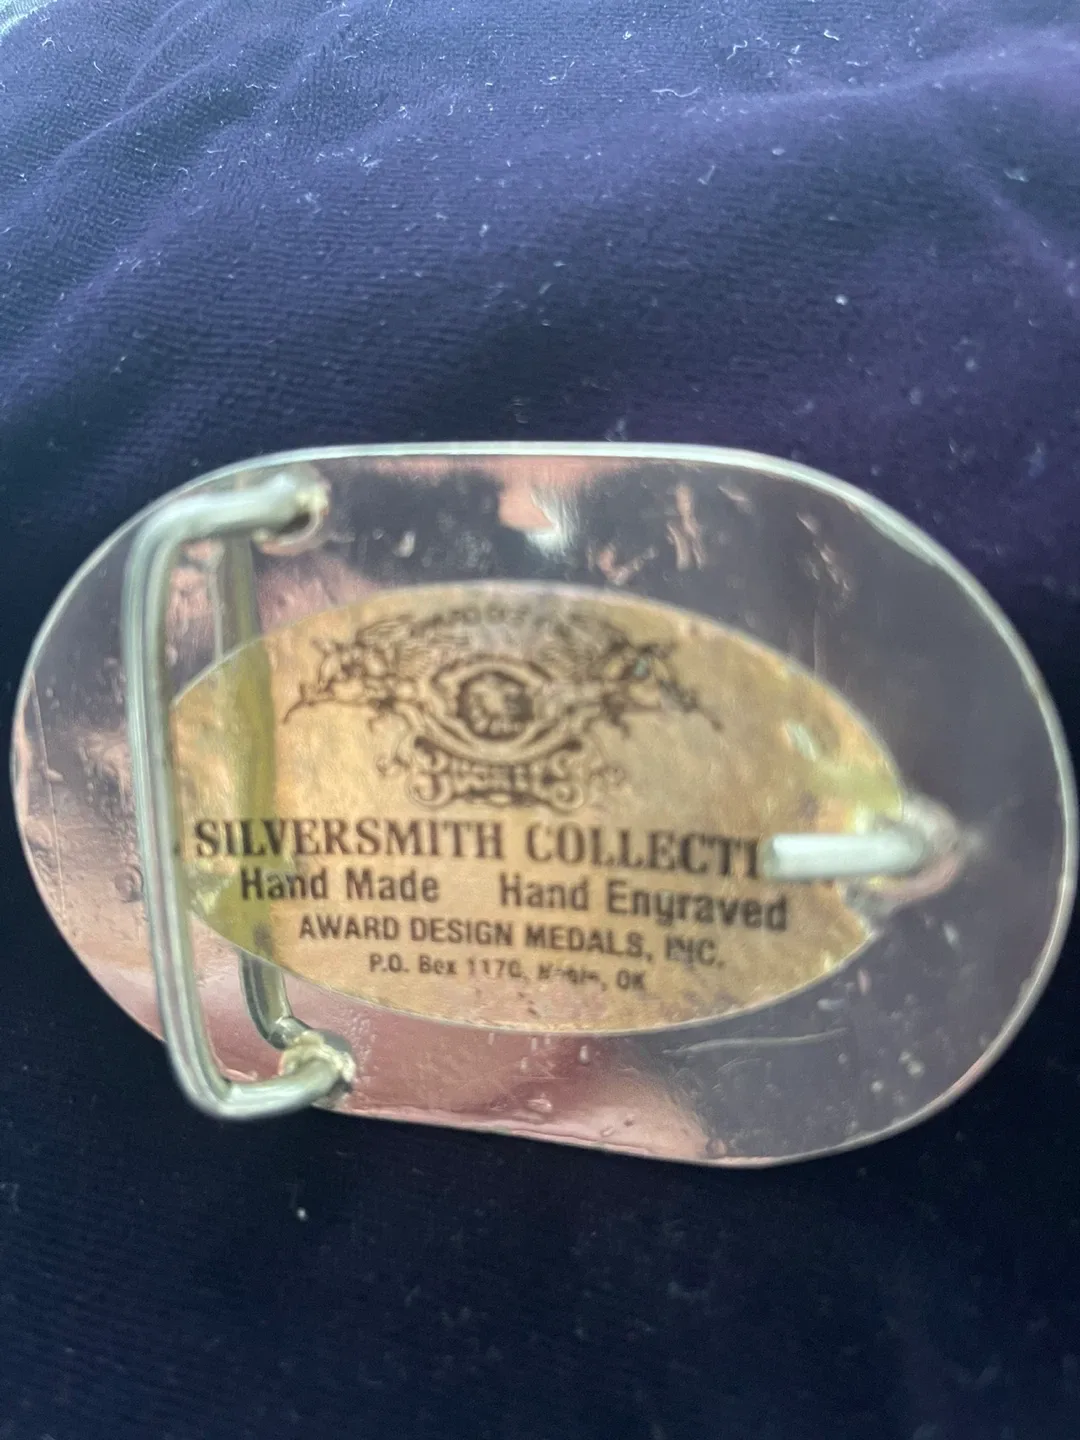 SILVERSMITH COLLECTI
Hand Made Hand Engraved
AWARD DESIGN MEDALS, INC.
P.O. Box 1170, OK